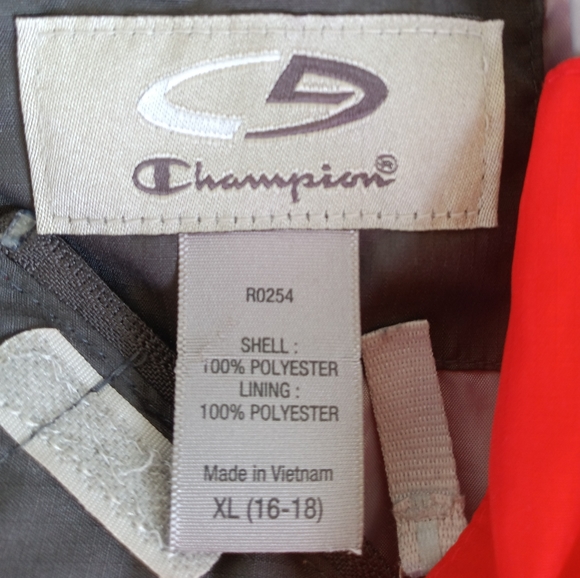 Champion®
R0254
SHELL :
100% POLYESTER
LINING :
100% POLYESTER
Made in Vietnam
XL (16-18)